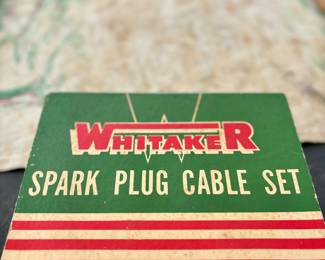 WHITAKER
SPARK PLUG CABLE SET